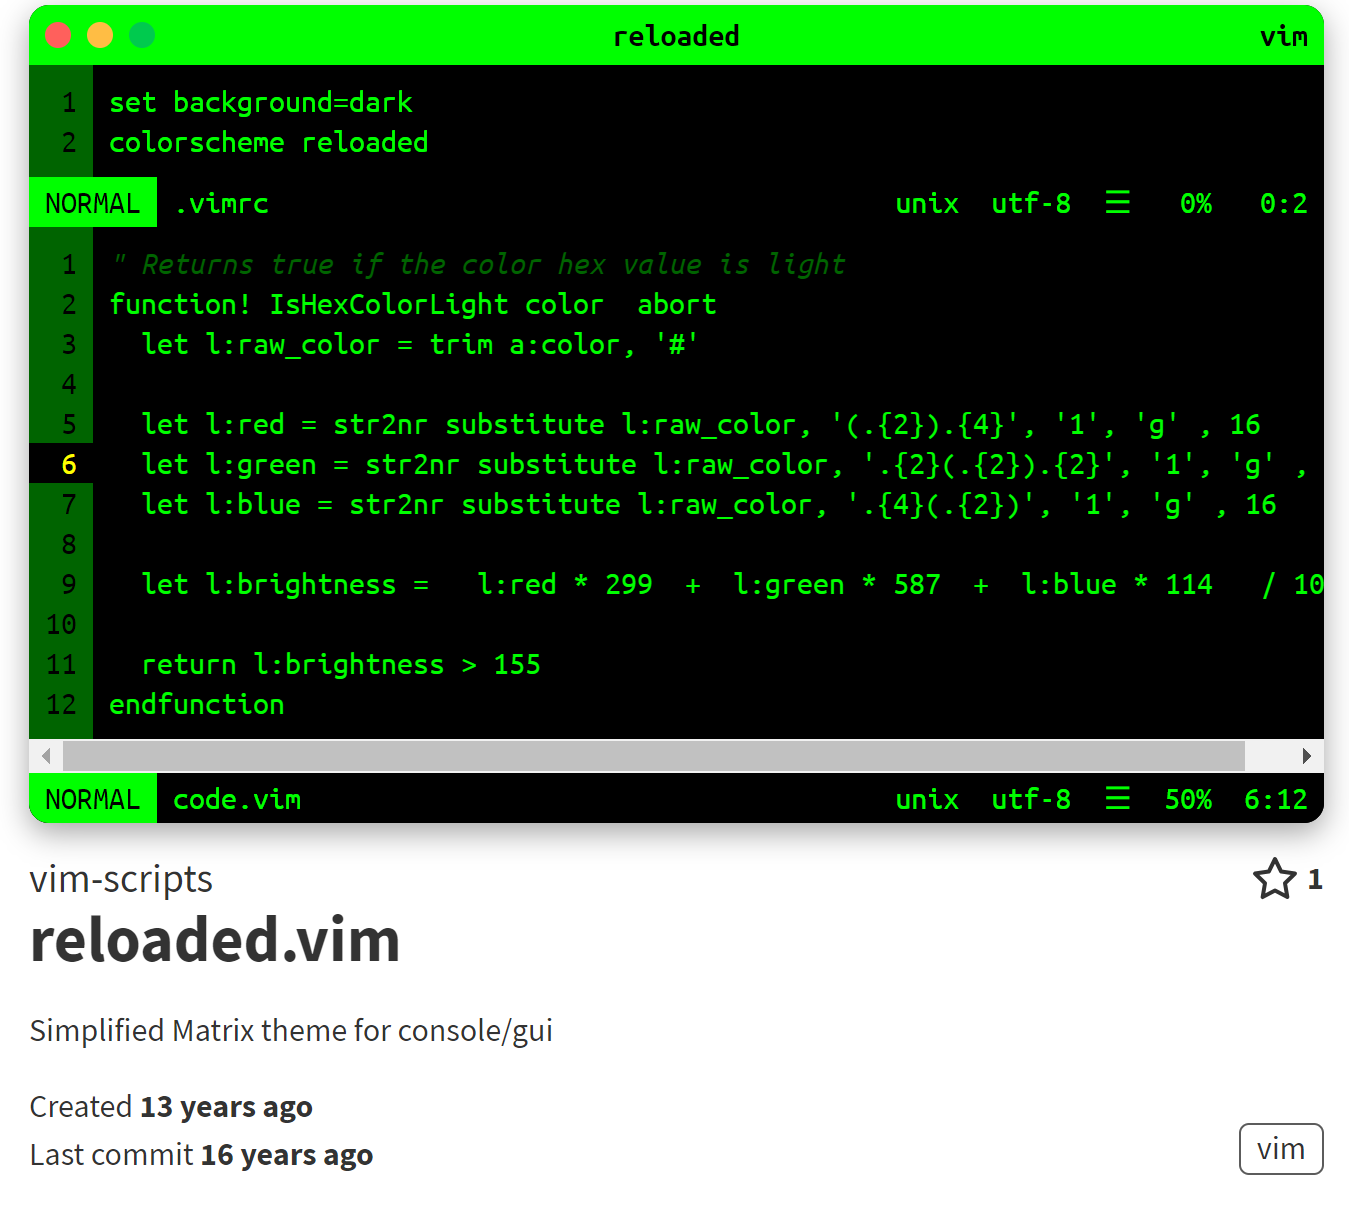 reloaded vim
1 set background=dark
2 colorscheme reloaded
NORMAL .vimrc unix utf-8 ☰ 0% 0:2
1 " Returns true if the color hex value is light
2 function! IsHexColorLight color  abort
3   let l:raw_color = trim a:color, '#'
4
5   let l:red = str2nr substitute l:raw_color, '(.{2}).{4}', '1', 'g' , 16
6   let l:green = str2nr substitute l:raw_color, '.{2}(.{2}).{2}', '1', 'g' ,
7   let l:blue = str2nr substitute l:raw_color, '.{4}(.{2})', '1', 'g' , 16
8
9   let l:brightness =   l:red * 299  +  l:green * 587  +  l:blue * 114   / 10
10
11   return l:brightness > 155
12 endfunction
NORMAL code.vim unix utf-8 ☰ 50% 6:12
vim-scripts 1
reloaded.vim
Simplified Matrix theme for console/gui
Created 13 years ago
Last commit 16 years ago
vim